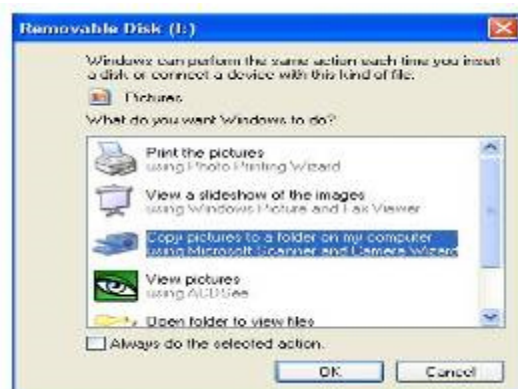 Removable Disk (I:)
Windows can perform the same action each time you insert
a disk or connect a device with this kind of file:
Pictures
What do you want Windows to do?
Print the pictures
using Photo Printing Wizard
View a slideshow of the images
using Windows Picture and Fax Viewer
Copy pictures to a folder on my computer
using Microsoft Scanner and Camera Wizard
View pictures
using ACDSee
Open folder to view files
Always do the selected action.
OK
Cancel